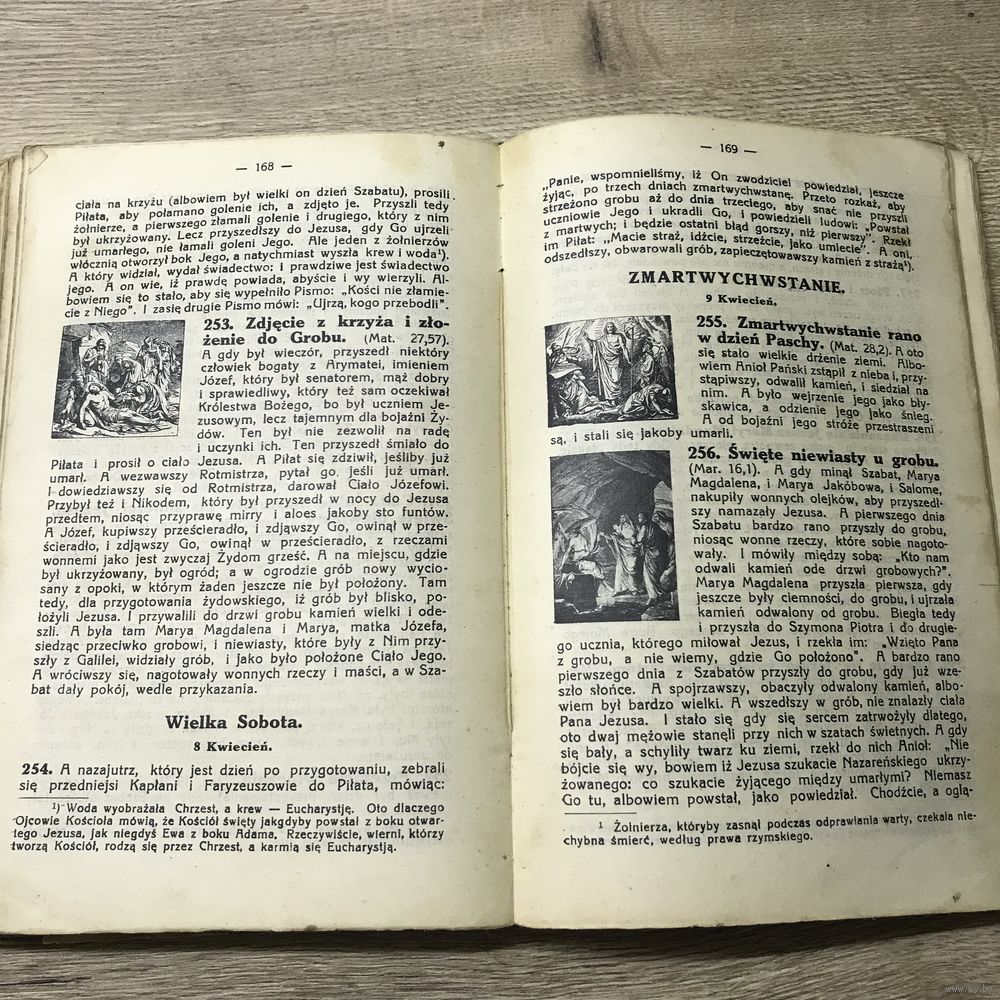 — 168 —
ciała na krzyżu (albowiem był wielki on dzień Szabatu), prosili
Piłata, aby połamano golenie ich, a zdjęto je. Przyszli tedy
żołnierze, a pierwszego złamali golenie i drugiego, który z nim
był ukrzyżowany. Lecz przyszedłszy do Jezusa, gdy Go ujrzeli
już umarłego, nie łamali goleni Jego. Ale jeden z żołnierzów
włócznią otworzył bok Jego, a natychmiast wyszła krew i woda¹).
A który widział, wydał świadectwo: I prawdziwe jest świadectwo
jego. A on wie, iż prawdę powiada, abyście i wy wierzyli. Al-
bowiem się to stało, aby się wypełniło Pismo: „Kości nie złamie-
cie z Niego". I zasię drugie Pismo mówi: „Ujrzą, kogo przebodli".
253. Zdjęcie z krzyża i zło-
żenie do Grobu. (Mat. 27,57).
A gdy był wieczór, przyszedł niektóry
człowiek bogaty z Arymatei, imieniem
Józef, który był senatorem, mąż dobry
i sprawiedliwy, który też sam oczekiwał
Królestwa Bożego, bo był uczniem Je-
zusowym, lecz tajemnym dla bojaźni Ży-
dów. Ten był nie zezwolił na radę
i uczynki ich. Ten przyszedł śmiało do
Piłata i prosił o ciało Jezusa. A Piłat się zdziwił, jeśliby już
umarł. A wezwawszy Rotmistrza, pytał go, jeśli już umarł.
I dowiedziawszy się od Rotmistrza, darował Ciało Józefowi.
Przybył też i Nikodem, który był przyszedł w nocy do Jezusa
przedtem, niosąc przyprawę mirry i aloes jakoby sto funtów.
A Józef, kupiwszy prześcieradło, i zdjąwszy Go, owinął w prze-
ścieradło, i zdjąwszy Go, owinął w prześcieradło, z rzeczami
wonnemi jako jest zwyczaj Żydom grześć. A na miejscu, gdzie
był ukrzyżowany, był ogród; a w ogrodzie grób nowy wycio-
sany z opoki, w którym żaden jeszcze nie był położony. Tam
tedy, dla przygotowania żydowskiego, iż grób był blisko, po-
łożyli Jezusa. I przywalili do drzwi grobu kamień wielki i ode-
szli. A była tam Marya Magdalena i Marya, matka Józefa,
siedząc przeciwko grobowi, i niewiasty, które były z Nim przy-
szły z Galilei, widziały grób, i jako było położone Ciało Jego.
A wróciwszy się, nagotowały wonnych rzeczy i maści, a w Sza-
bat dały pokój, wedle przykazania.
Wielka Sobota.
8 Kwiecień.
254. A nazajutrz, który jest dzień po przygotowaniu, zebrali
się przedniejsi Kapłani i Faryzeuszowie do Piłata, mówiąc:
¹) Woda wyobrażała Chrzest, a krew — Eucharystję. Oto dlaczego
Ojcowie Kościoła mówią, że Kościół święty jakgdyby powstał z boku otwar-
tego Jezusa, jak niegdyś Ewa z boku Adama. Rzeczywiście, wierni, którzy
tworzą Kościół, rodzą się przez Chrzest, a karmią się Eucharystją.
— 169 —
„Panie, wspomnieliśmy, iż On zwodziciel powiedział, jeszcze
żyjąc, po trzech dniach zmartwychwstanę. Przeto rozkaż, aby
strzeżono grobu aż do dnia trzeciego, aby snać nie przyszli
uczniowie Jego i ukradli Go, i powiedzieli ludowi: „Powstał
z martwych; i będzie ostatni błąd gorszy, niż pierwszy". Rzekł
im Piłat: „Macie straż, idźcie, strzeżcie, jako umiecie". A oni,
odszedłszy, obwarowali grób, zapieczętowawszy kamień z strażą¹).
ZMARTWYCHWSTANIE.
9 Kwiecień.
255. Zmartwychwstanie rano
w dzień Paschy. (Mat. 28,2). A oto
się stało wielkie drżenie ziemi. Albo-
wiem Anioł Pański zstąpił z nieba i, przy-
stąpiwszy, odwalił kamień, i siedział na
nim. A było wejrzenie jego jako bły-
skawica, a odzienie jego jako śnieg.
A od bojaźni jego stróże przestraszeni
są, i stali się jakoby umarli.
256. Święte niewiasty u grobu.
(Mar. 16,1). A gdy minął Szabat, Marya
Magdalena, i Marya Jakóbowa, i Salome,
nakupiły wonnych olejków, aby przyszedł-
szy namazały Jezusa. A pierwszego dnia
Szabatu bardzo rano przyszły do grobu,
niosąc wonne rzeczy, które sobie nagoto-
wały. I mówiły między sobą: „Kto nam
odwali kamień ode drzwi grobowych?".
Marya Magdalena przyszła pierwsza, gdy
jeszcze były ciemności, do grobu, i ujrzała
kamień odwalony od grobu. Biegła tedy
i przyszła do Szymona Piotra i do drugie-
go ucznia, którego miłował Jezus, i rzekła im: „Wzięto Pana
z grobu, a nie wiemy, gdzie Go położono". A bardzo rano
pierwszego dnia z Szabatów przyszły do grobu, gdy już we-
szło słońce. A spojrzawszy, obaczyły odwalony kamień, albo-
wiem był bardzo wielki. A wszedłszy w grób, nie znalazły ciała
Pana Jezusa. I stało się gdy się sercem zatrwożyły dlatego,
oto dwaj mężowie stanęli przy nich w szatach świetnych. A gdy
się bały, a schyliły twarz ku ziemi, rzekł do nich Anioł: „Nie
bójcie się wy, bowiem iż Jezusa szukacie Nazareńskiego ukrzy-
żowanego: co szukacie żyjącego między umarłymi? Niemasz
Go tu, albowiem powstał, jako powiedział. Chodźcie, a oglą-
¹ Żołnierza, któryby zasnął podczas odprawiania warty, czekała nie-
chybna śmierć, według prawa rzymskiego.
www.ay.by